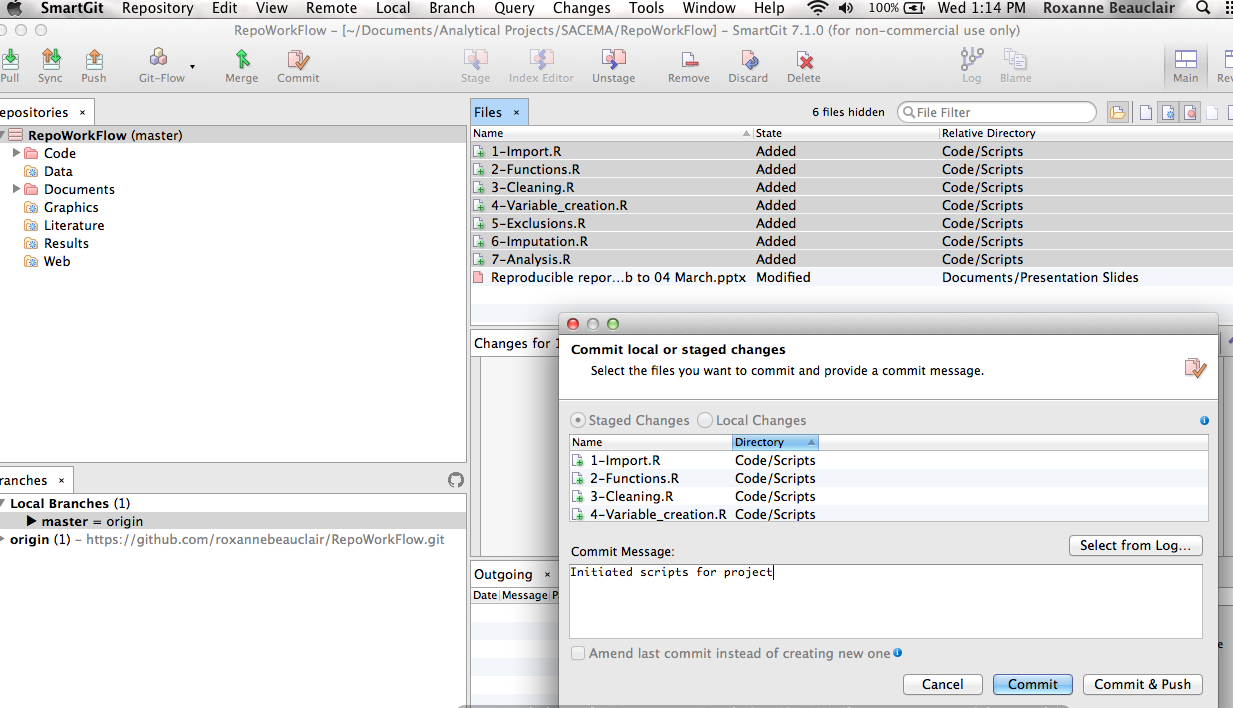 SmartGit Repository Edit View Remote Local Branch Query Changes Tools Window Help 100% Wed 1:14 PM Roxanne Beauclair
RepoWorkFlow – [~/Documents/Analytical Projects/SACEMA/RepoWorkFlow] – SmartGit 7.1.0 (for non-commercial use only)
Pull Sync Push Git-Flow Merge Commit Stage Index Editor Unstage Remove Discard Delete Log Blame Main Rev
epositories × Files × 6 files hidden File Filter
RepoWorkFlow (master) Name State Relative Directory
Code 1-Import.R Added Code/Scripts
Data 2-Functions.R Added Code/Scripts
Documents 3-Cleaning.R Added Code/Scripts
Graphics 4-Variable_creation.R Added Code/Scripts
Literature 5-Exclusions.R Added Code/Scripts
Results 6-Imputation.R Added Code/Scripts
Web 7-Analysis.R Added Code/Scripts
Reproducible repor...b to 04 March.pptx Modified Documents/Presentation Slides
Changes for 1
Commit local or staged changes
Select the files you want to commit and provide a commit message.
Staged Changes Local Changes
Name Directory
1-Import.R Code/Scripts
2-Functions.R Code/Scripts
3-Cleaning.R Code/Scripts
4-Variable_creation.R Code/Scripts
ranches ×
Local Branches (1)
master = origin
origin (1) – https://github.com/roxannebeauclair/RepoWorkFlow.git
Commit Message: Select from Log...
Initiated scripts for project
Outgoing ×
Date Message P
Amend last commit instead of creating new one
Cancel Commit Commit & Push